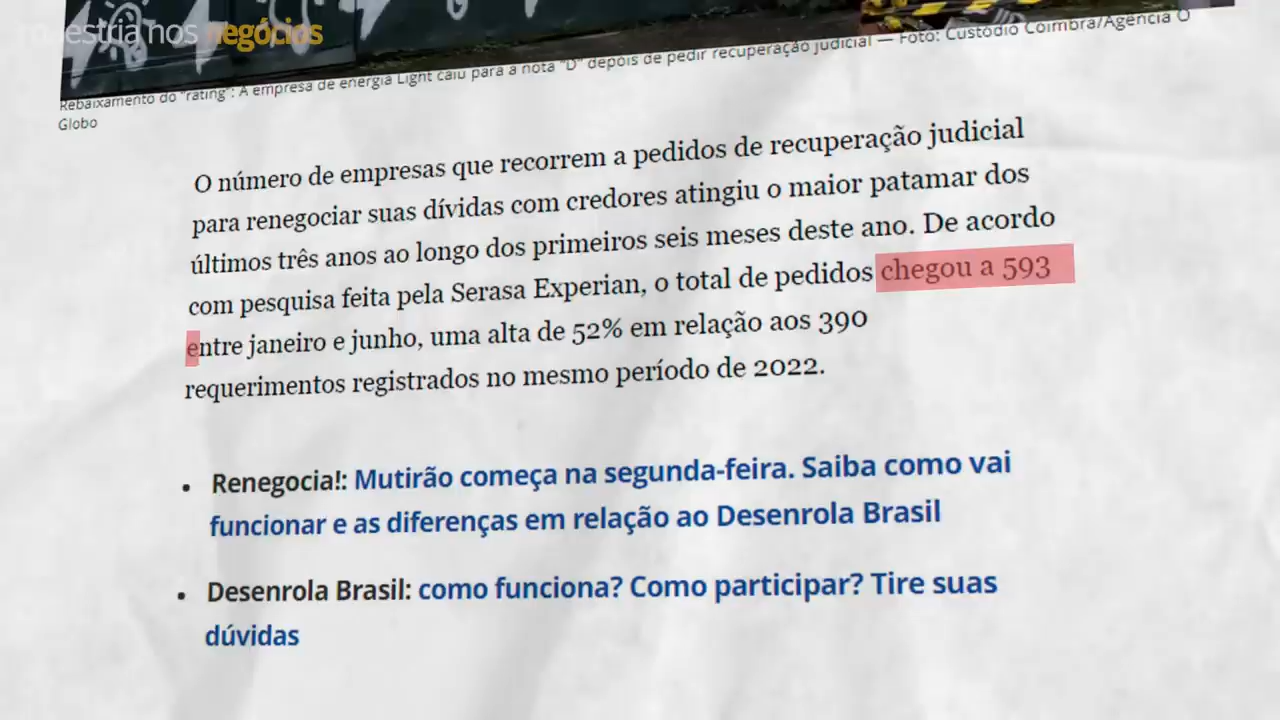 maestria nos negócios
Rebaixamento do "rating": A empresa de energia Light caiu para a nota "D" depois de pedir recuperação judicial — Foto: Custódio Coimbra/Agência O
Globo
O número de empresas que recorrem a pedidos de recuperação judicial
para renegociar suas dívidas com credores atingiu o maior patamar dos
últimos três anos ao longo dos primeiros seis meses deste ano. De acordo
com pesquisa feita pela Serasa Experian, o total de pedidos chegou a 593
entre janeiro e junho, uma alta de 52% em relação aos 390
requerimentos registrados no mesmo período de 2022.
• Renegocia!: Mutirão começa na segunda-feira. Saiba como vai
funcionar e as diferenças em relação ao Desenrola Brasil
• Desenrola Brasil: como funciona? Como participar? Tire suas
dúvidas